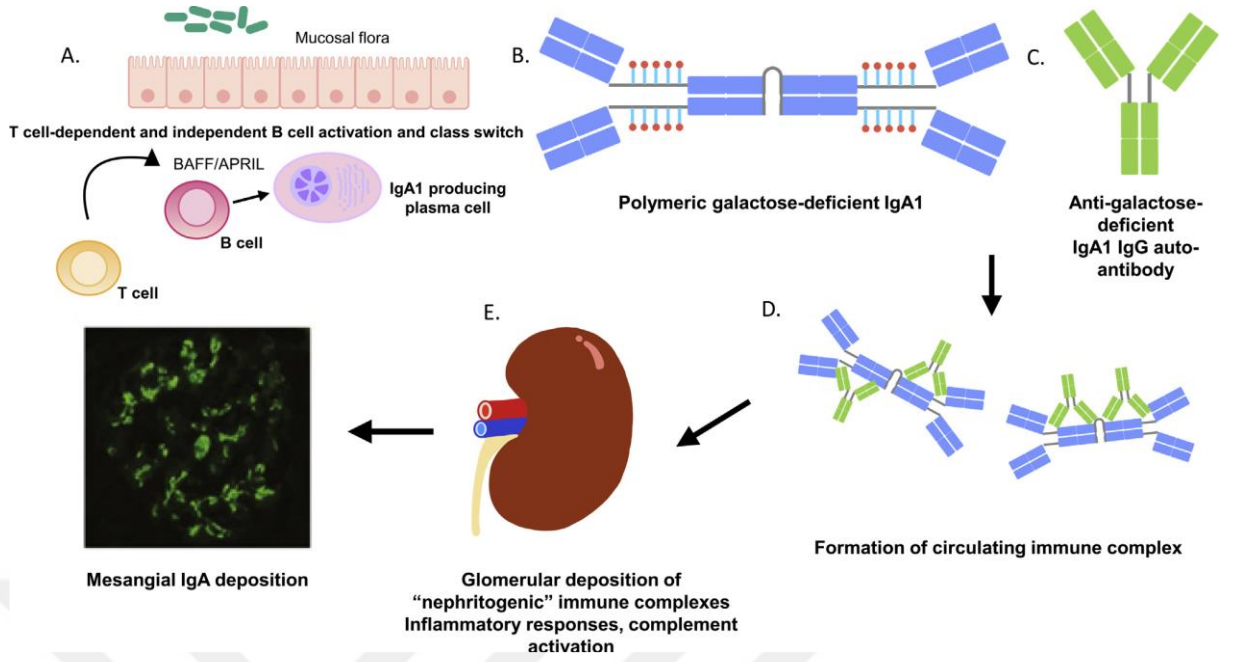 A.
Mucosal flora
T cell-dependent and independent B cell activation and class switch
BAFF/APRIL
IgA1 producing
plasma cell
B cell
T cell
B.
Polymeric galactose-deficient IgA1
C.
Anti-galactose-
deficient
IgA1 IgG auto-
antibody
D.
Formation of circulating immune complex
E.
Glomerular deposition of
“nephritogenic” immune complexes
Inflammatory responses, complement
activation
Mesangial IgA deposition